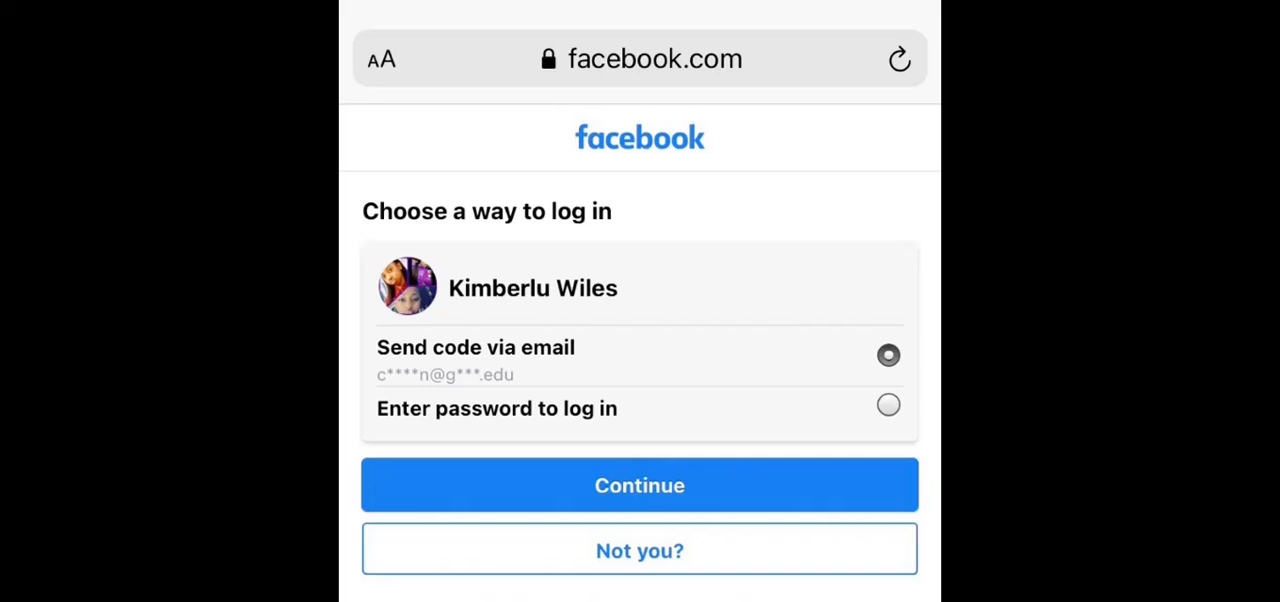 AA facebook.com
facebook
Choose a way to log in
Kimberlu Wiles
Send code via email
c****n@g***.edu
Enter password to log in
Continue
Not you?